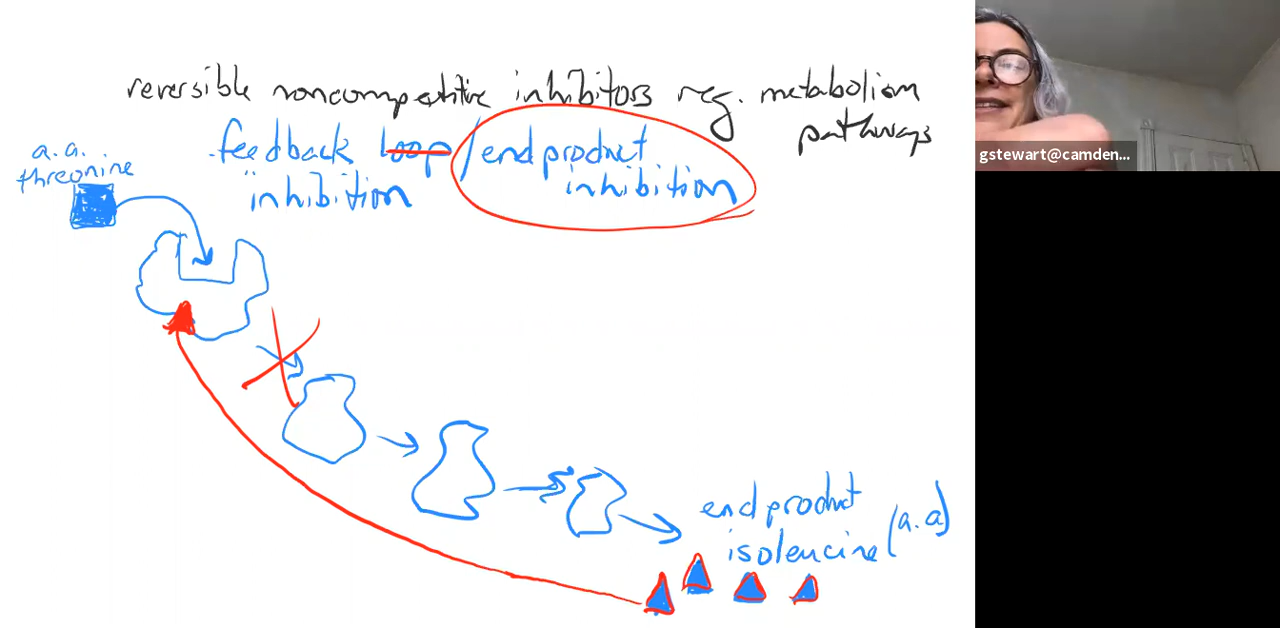 reversible noncompetitive inhibitors reg. metabolism
pathways
feedback loop / end product
inhibition inhibition
a.a.
threonine
end product
isoleucine (a.a)
gstewart@camden...